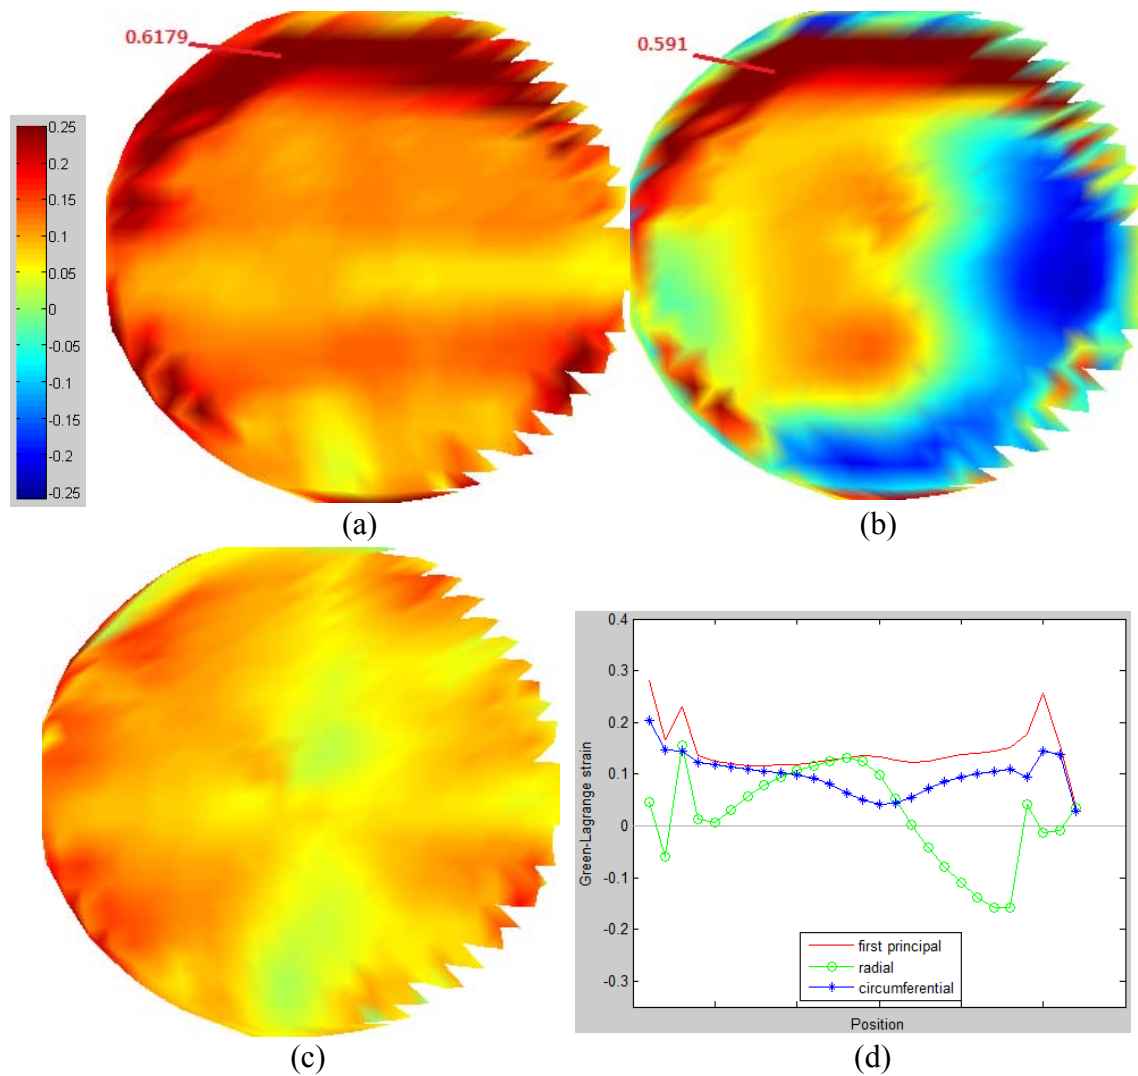 0.6179
0.591
0.25
0.2
0.15
0.1
0.05
0
-0.05
-0.1
-0.15
-0.2
-0.25
(a)
(b)
0.4
0.3
0.2
0.1
0
-0.1
-0.2
-0.3
Green-Lagrange strain
first principal
radial
circumferential
Position
(c)
(d)